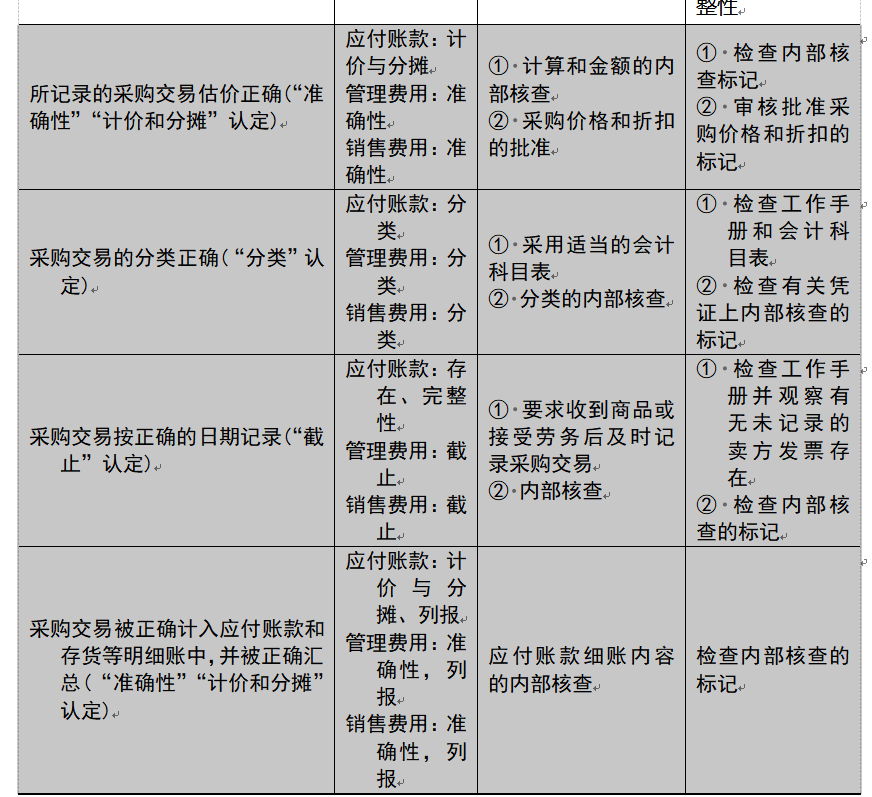 整性
所记录的采购交易估价正确(“准
确性”“计价和分摊”认定)
应付账款：计
价与分摊
管理费用：准
确性
销售费用：准
确性
① 计算和金额的内
部核查
② 采购价格和折扣
的批准
① 检查内部核
查标记
② 审核批准采
购价格和折扣的
标记
采购交易的分类正确(“分类”认
定)
应付账款：分
类
管理费用：分
类
销售费用：分
类
① 采用适当的会计
科目表
② 分类的内部核查
① 检查工作手
册和会计科
目表
② 检查有关凭
证上内部核查的
标记
采购交易按正确的日期记录(“截
止”认定)
应付账款：存
在、完整
性
管理费用：截
止
销售费用：截
止
① 要求收到商品或
接受劳务后及时记
录采购交易
② 内部核查
① 检查工作手
册并观察有
无未记录的
卖方发票存
在
② 检查内部核
查的标记
采购交易被正确计入应付账款和
存货等明细账中,并被正确汇
总(“准确性”“计价和分摊”
认定)
应付账款：计
价与分
摊、列报
管理费用：准
确性，列
报
销售费用：准
确性，列
报
应付账款细账内容
的内部核查
检查内部核查的
标记